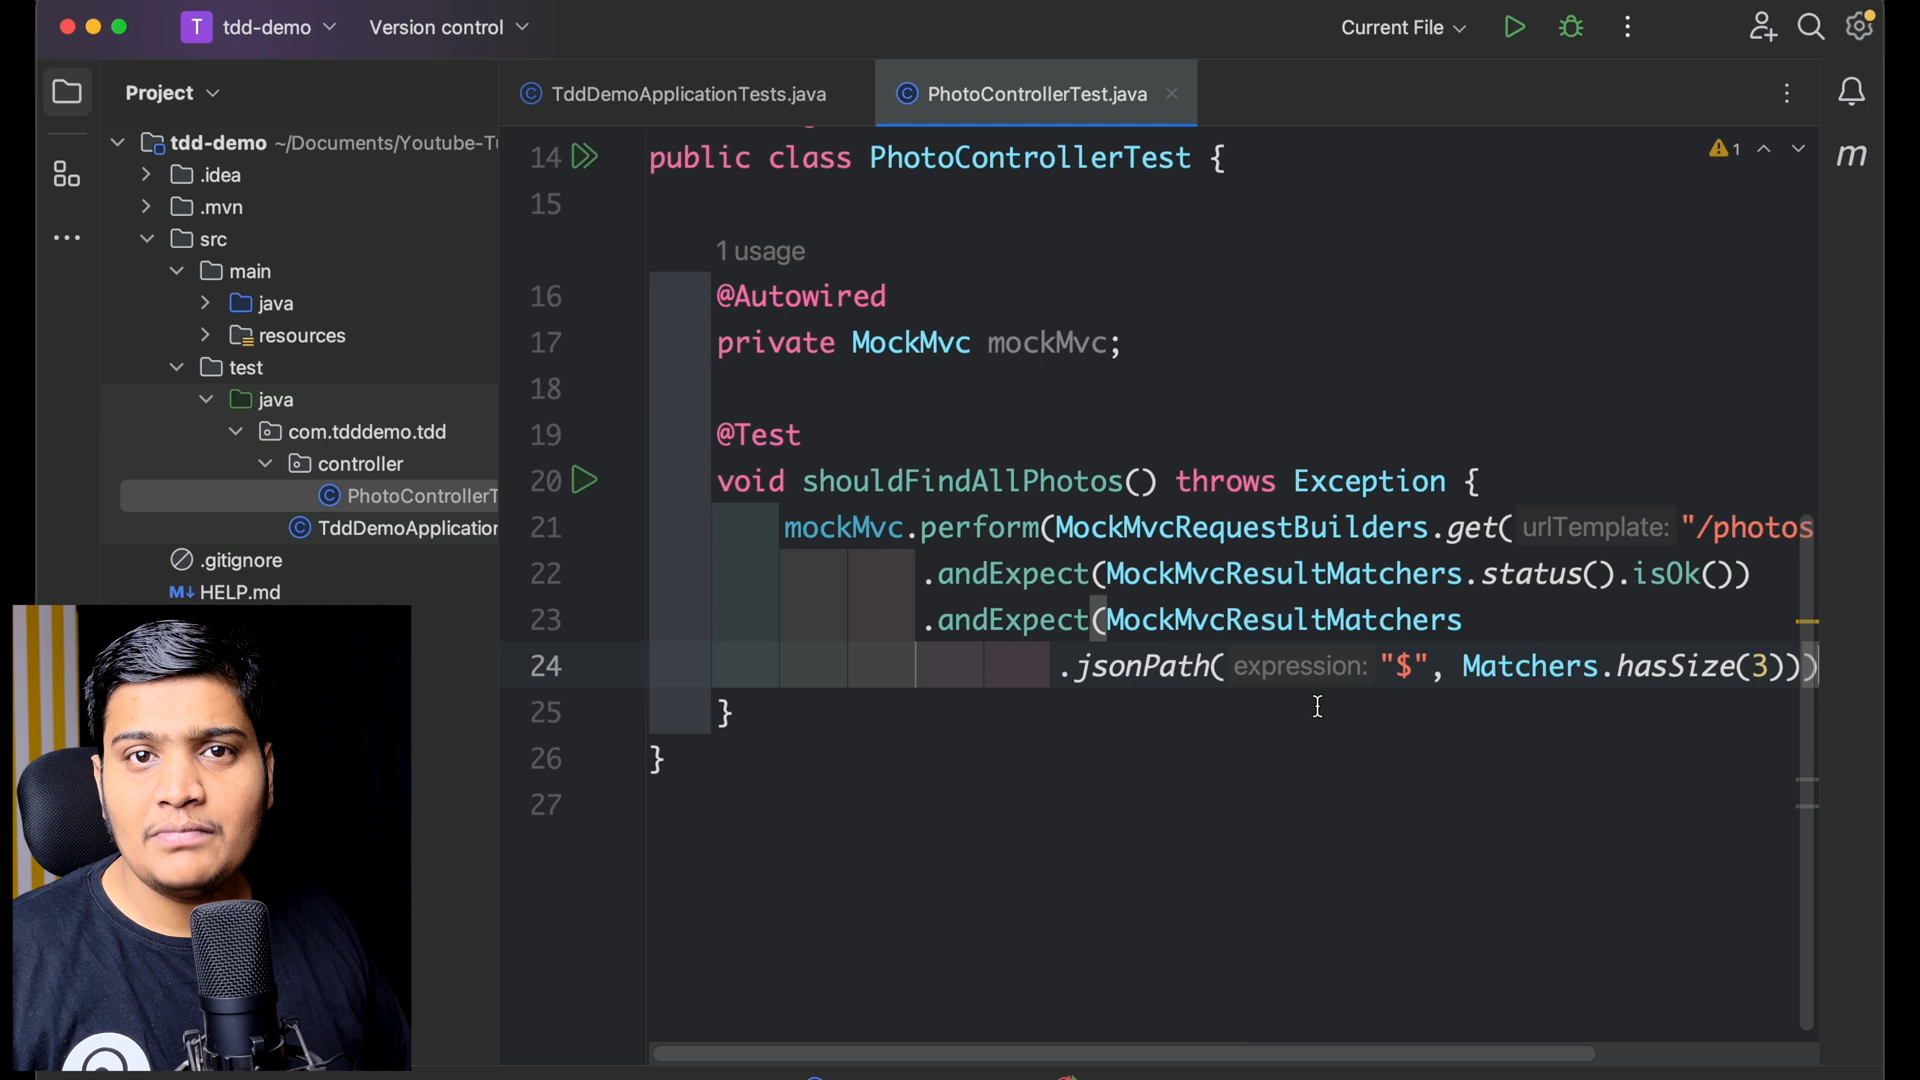 T tdd-demo Version control Current File
Project
TddDemoApplicationTests.java PhotoControllerTest.java
tdd-demo ~/Documents/Youtube-Tu
.idea
.mvn
src
main
java
resources
test
java
com.tdddemo.tdd
controller
PhotoControllerT
TddDemoApplication
.gitignore
M↓ HELP.md
14 public class PhotoControllerTest { 1
15
1 usage
16 @Autowired
17 private MockMvc mockMvc;
18
19 @Test
20 void shouldFindAllPhotos() throws Exception {
21 mockMvc.perform(MockMvcRequestBuilders.get( urlTemplate: "/photos
22 .andExpect(MockMvcResultMatchers.status().isOk())
23 .andExpect(MockMvcResultMatchers
24 .jsonPath( expression: "$", Matchers.hasSize(3)))
25 }
26 }
27
m